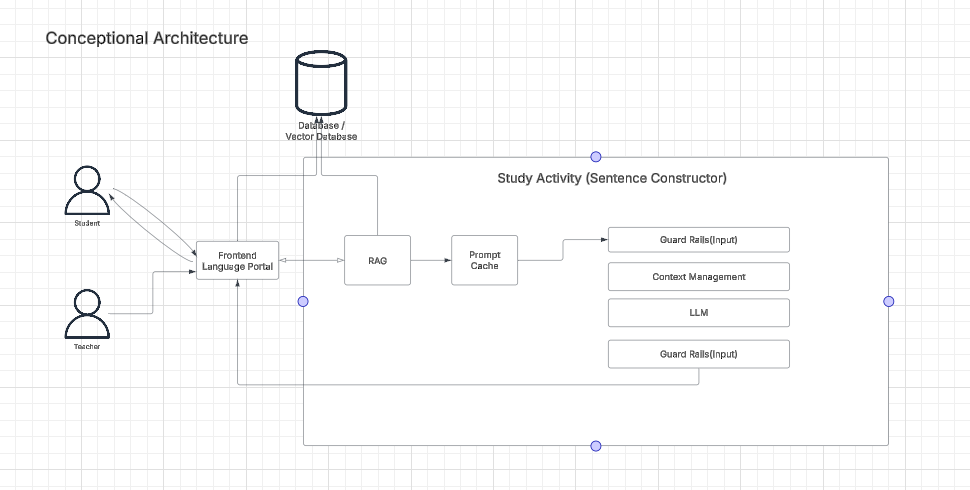 Conceptional Architecture
Database /
Vector Database
Study Activity (Sentence Constructor)
Student
Frontend
Language Portal
RAG
Prompt
Cache
Guard Rails(Input)
Context Management
LLM
Guard Rails(Input)
Teacher